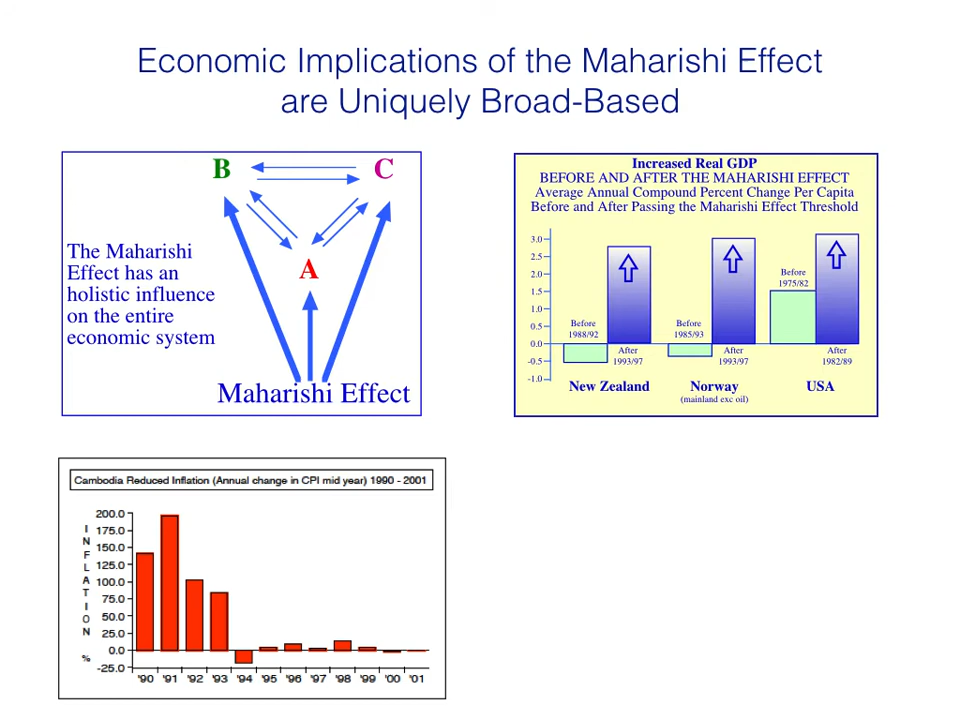 Economic Implications of the Maharishi Effect
are Uniquely Broad-Based
B
C
The Maharishi
Effect has an
holistic influence
on the entire
economic system
A
Maharishi Effect
Increased Real GDP
BEFORE AND AFTER THE MAHARISHI EFFECT
Average Annual Compound Percent Change Per Capita
Before and After Passing the Maharishi Effect Threshold
3.0
2.5
2.0
1.5
1.0
0.5
0.0
-0.5
-1.0
Before
1988/92
After
1993/97
Before
1985/93
After
1993/97
Before
1975/82
After
1982/89
New Zealand
Norway
(mainland exc oil)
USA
Cambodia Reduced Inflation (Annual change in CPI mid year) 1990 - 2001
INFLATION
%
200.0
175.0
150.0
125.0
100.0
75.0
50.0
25.0
0.0
-25.0
'90 '91 '92 '93 '94 '95 '96 '97 '98 '99 '00 '01